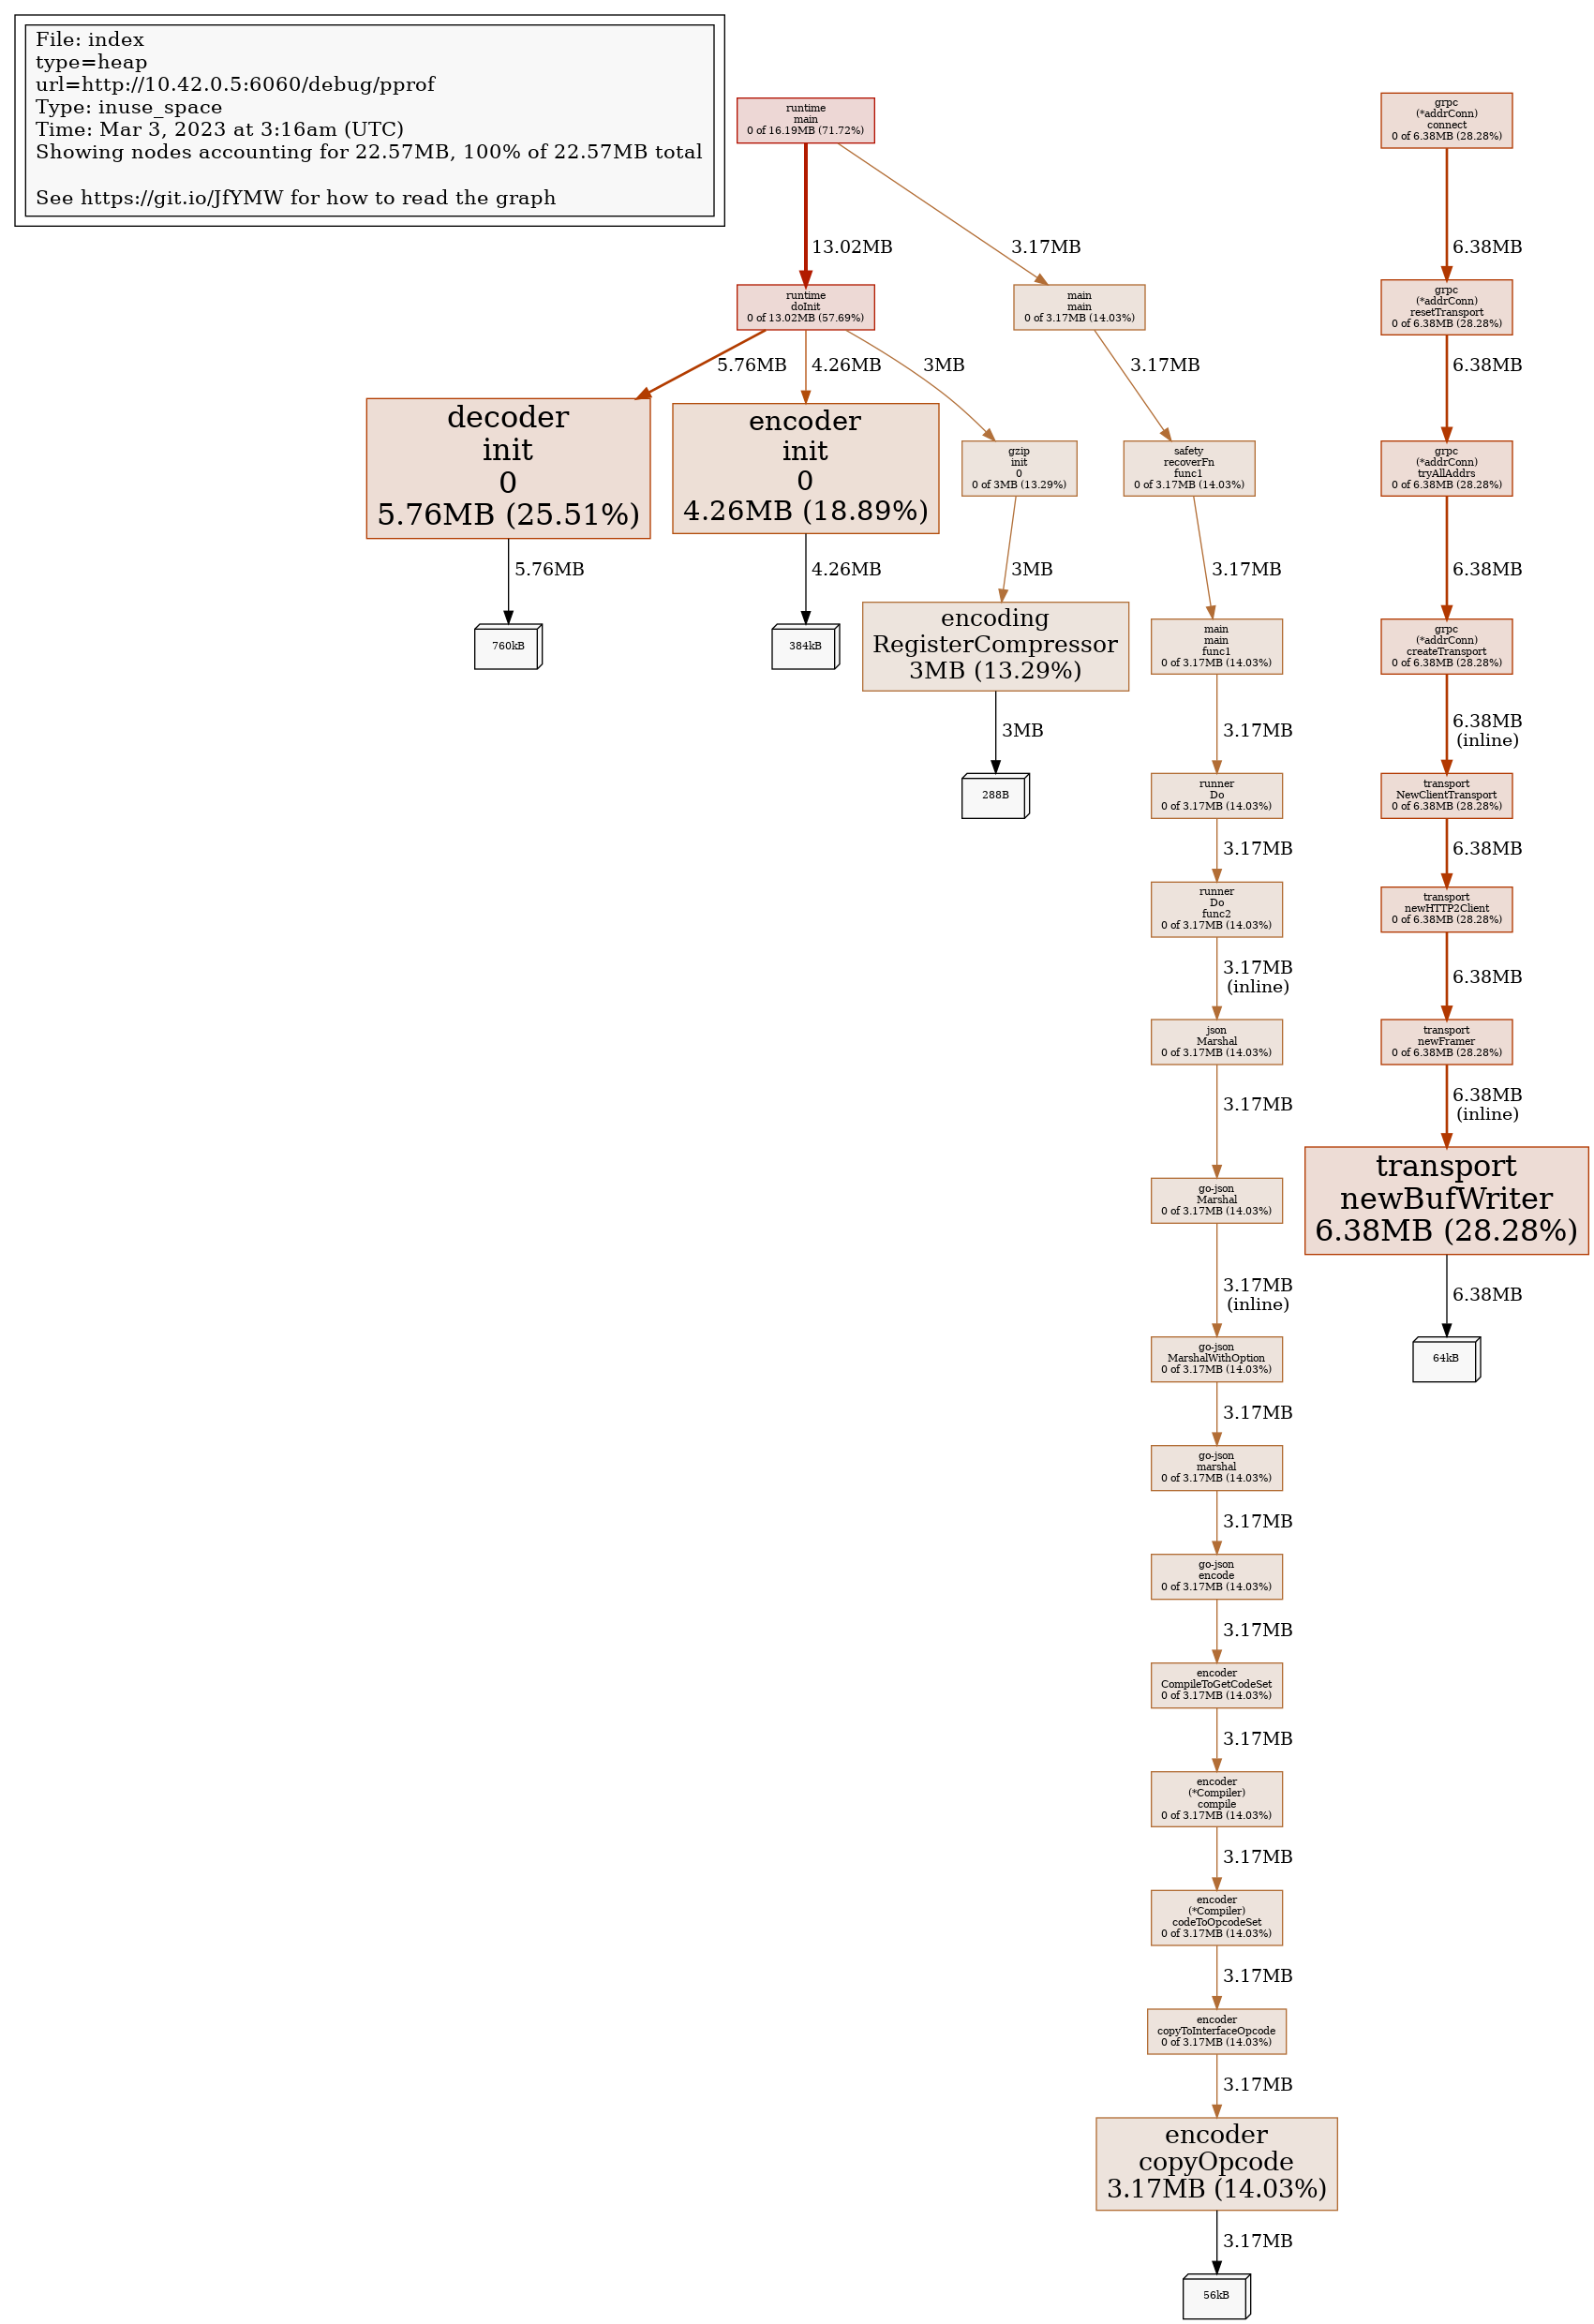 File: index
type=heap
url=http://10.42.0.5:6060/debug/pprof
Type: inuse_space
Time: Mar 3, 2023 at 3:16am (UTC)
Showing nodes accounting for 22.57MB, 100% of 22.57MB total
See https://git.io/JfYMW for how to read the graph
runtime
main
0 of 16.19MB (71.72%)
13.02MB
3.17MB
runtime
doInit
0 of 13.02MB (57.69%)
5.76MB
4.26MB
3MB
decoder
init
0
5.76MB (25.51%)
5.76MB
760kB
encoder
init
0
4.26MB (18.89%)
4.26MB
384kB
gzip
init
0
0 of 3MB (13.29%)
3MB
encoding
RegisterCompressor
3MB (13.29%)
3MB
288B
main
main
0 of 3.17MB (14.03%)
3.17MB
safety
recoverFn
func1
0 of 3.17MB (14.03%)
3.17MB
main
main
func1
0 of 3.17MB (14.03%)
3.17MB
runner
Do
0 of 3.17MB (14.03%)
3.17MB
runner
Do
func2
0 of 3.17MB (14.03%)
3.17MB
(inline)
json
Marshal
0 of 3.17MB (14.03%)
3.17MB
go-json
Marshal
0 of 3.17MB (14.03%)
3.17MB
(inline)
go-json
MarshalWithOption
0 of 3.17MB (14.03%)
3.17MB
go-json
marshal
0 of 3.17MB (14.03%)
3.17MB
go-json
encode
0 of 3.17MB (14.03%)
3.17MB
encoder
CompileToGetCodeSet
0 of 3.17MB (14.03%)
3.17MB
encoder
(*Compiler)
compile
0 of 3.17MB (14.03%)
3.17MB
encoder
(*Compiler)
codeToOpcodeSet
0 of 3.17MB (14.03%)
3.17MB
encoder
copyToInterfaceOpcode
0 of 3.17MB (14.03%)
3.17MB
encoder
copyOpcode
3.17MB (14.03%)
3.17MB
56kB
grpc
(*addrConn)
connect
0 of 6.38MB (28.28%)
6.38MB
grpc
(*addrConn)
resetTransport
0 of 6.38MB (28.28%)
6.38MB
grpc
(*addrConn)
tryAllAddrs
0 of 6.38MB (28.28%)
6.38MB
grpc
(*addrConn)
createTransport
0 of 6.38MB (28.28%)
6.38MB
(inline)
transport
NewClientTransport
0 of 6.38MB (28.28%)
6.38MB
transport
newHTTP2Client
0 of 6.38MB (28.28%)
6.38MB
transport
newFramer
0 of 6.38MB (28.28%)
6.38MB
(inline)
transport
newBufWriter
6.38MB (28.28%)
6.38MB
64kB